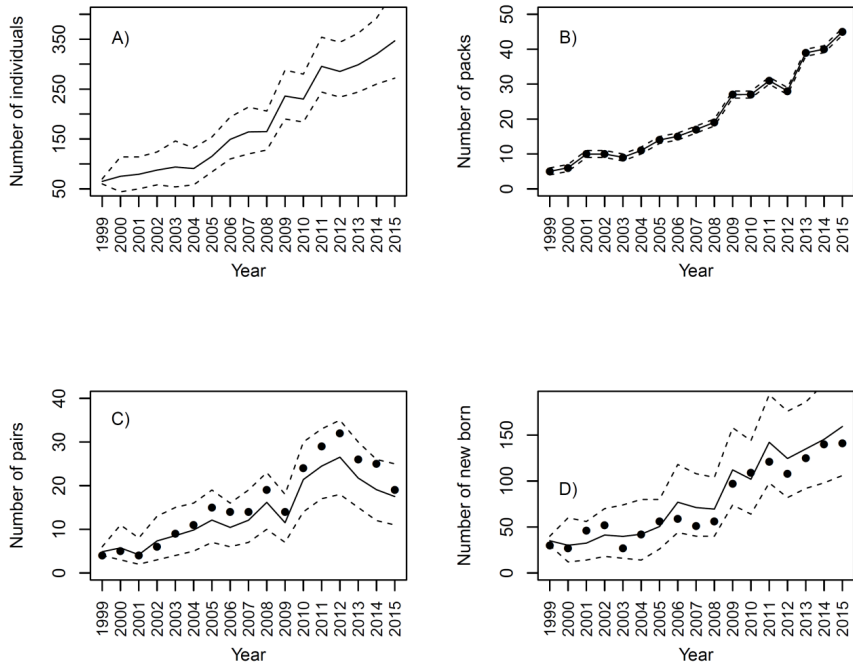 A)
Number of individuals
50 150 250 350
1999 2000 2001 2002 2003 2004 2005 2006 2007 2008 2009 2010 2011 2012 2013 2014 2015
Year
B)
Number of packs
0 10 20 30 40 50
1999 2000 2001 2002 2003 2004 2005 2006 2007 2008 2009 2010 2011 2012 2013 2014 2015
Year
C)
Number of pairs
0 10 20 30 40
1999 2000 2001 2002 2003 2004 2005 2006 2007 2008 2009 2010 2011 2012 2013 2014 2015
Year
D)
Number of new born
0 50 100 150
1999 2000 2001 2002 2003 2004 2005 2006 2007 2008 2009 2010 2011 2012 2013 2014 2015
Year